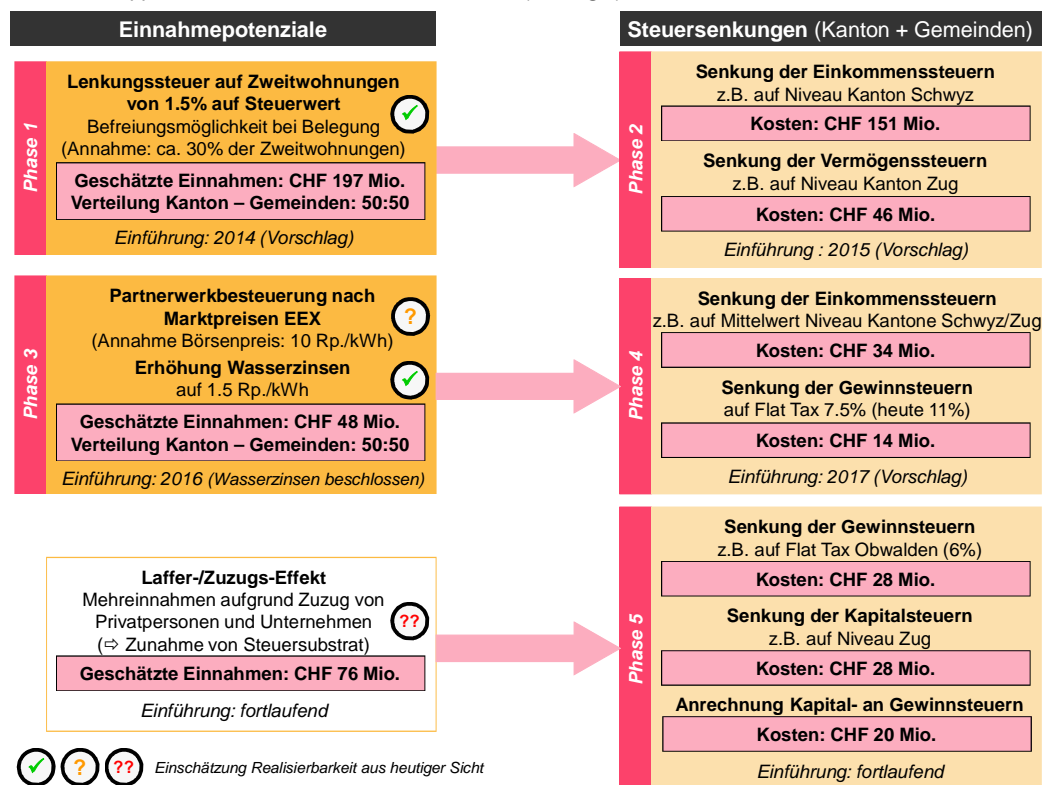 Einnahmepotenziale
Steuersenkungen (Kanton + Gemeinden)
Phase 1
Lenkungssteuer auf Zweitwohnungen
von 1.5% auf Steuerwert
Befreiungsmöglichkeit bei Belegung
(Annahme: ca. 30% der Zweitwohnungen)
Geschätzte Einnahmen: CHF 197 Mio.
Verteilung Kanton – Gemeinden: 50:50
Einführung: 2014 (Vorschlag)
Phase 2
Senkung der Einkommenssteuern
z.B. auf Niveau Kanton Schwyz
Kosten: CHF 151 Mio.
Senkung der Vermögenssteuern
z.B. auf Niveau Kanton Zug
Kosten: CHF 46 Mio.
Einführung : 2015 (Vorschlag)
Phase 3
Partnerwerkbesteuerung nach
Marktpreisen EEX
?
(Annahme Börsenpreis: 10 Rp./kWh)
Erhöhung Wasserzinsen
auf 1.5 Rp./kWh
Geschätzte Einnahmen: CHF 48 Mio.
Verteilung Kanton – Gemeinden: 50:50
Einführung: 2016 (Wasserzinsen beschlossen)
Phase 4
Senkung der Einkommenssteuern
z.B. auf Mittelwert Niveau Kantone Schwyz/Zug
Kosten: CHF 34 Mio.
Senkung der Gewinnsteuern
auf Flat Tax 7.5% (heute 11%)
Kosten: CHF 14 Mio.
Einführung: 2017 (Vorschlag)
Laffer-/Zuzugs-Effekt
Mehreinnahmen aufgrund Zuzug von
Privatpersonen und Unternehmen
??
(⇨ Zunahme von Steuersubstrat)
Geschätzte Einnahmen: CHF 76 Mio.
Einführung: fortlaufend
Phase 5
Senkung der Gewinnsteuern
z.B. auf Flat Tax Obwalden (6%)
Kosten: CHF 28 Mio.
Senkung der Kapitalsteuern
z.B. auf Niveau Zug
Kosten: CHF 28 Mio.
Anrechnung Kapital- an Gewinnsteuern
Kosten: CHF 20 Mio.
Einführung: fortlaufend
✓ ? ?? Einschätzung Realisierbarkeit aus heutiger Sicht